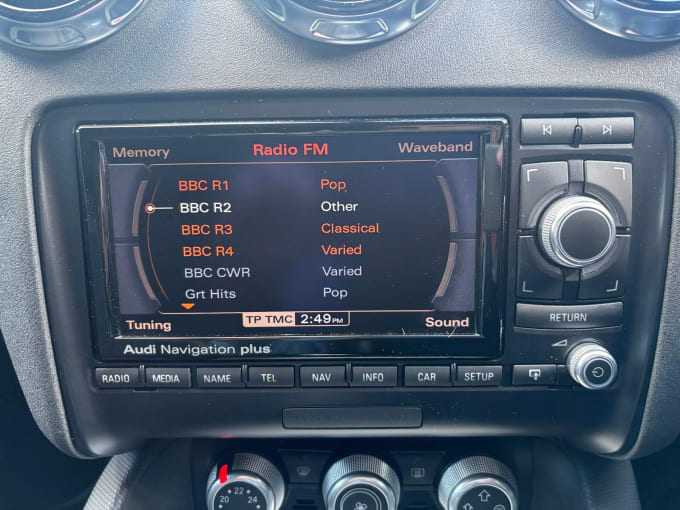 Memory Radio FM Waveband
BBC R1 Pop
BBC R2 Other
BBC R3 Classical
BBC R4 Varied
BBC CWR Varied
Grt Hits Pop
Tuning TP TMC 2:49 PM Sound
Audi Navigation plus
RETURN
RADIO MEDIA NAME TEL NAV INFO CAR SETUP
20 22 24